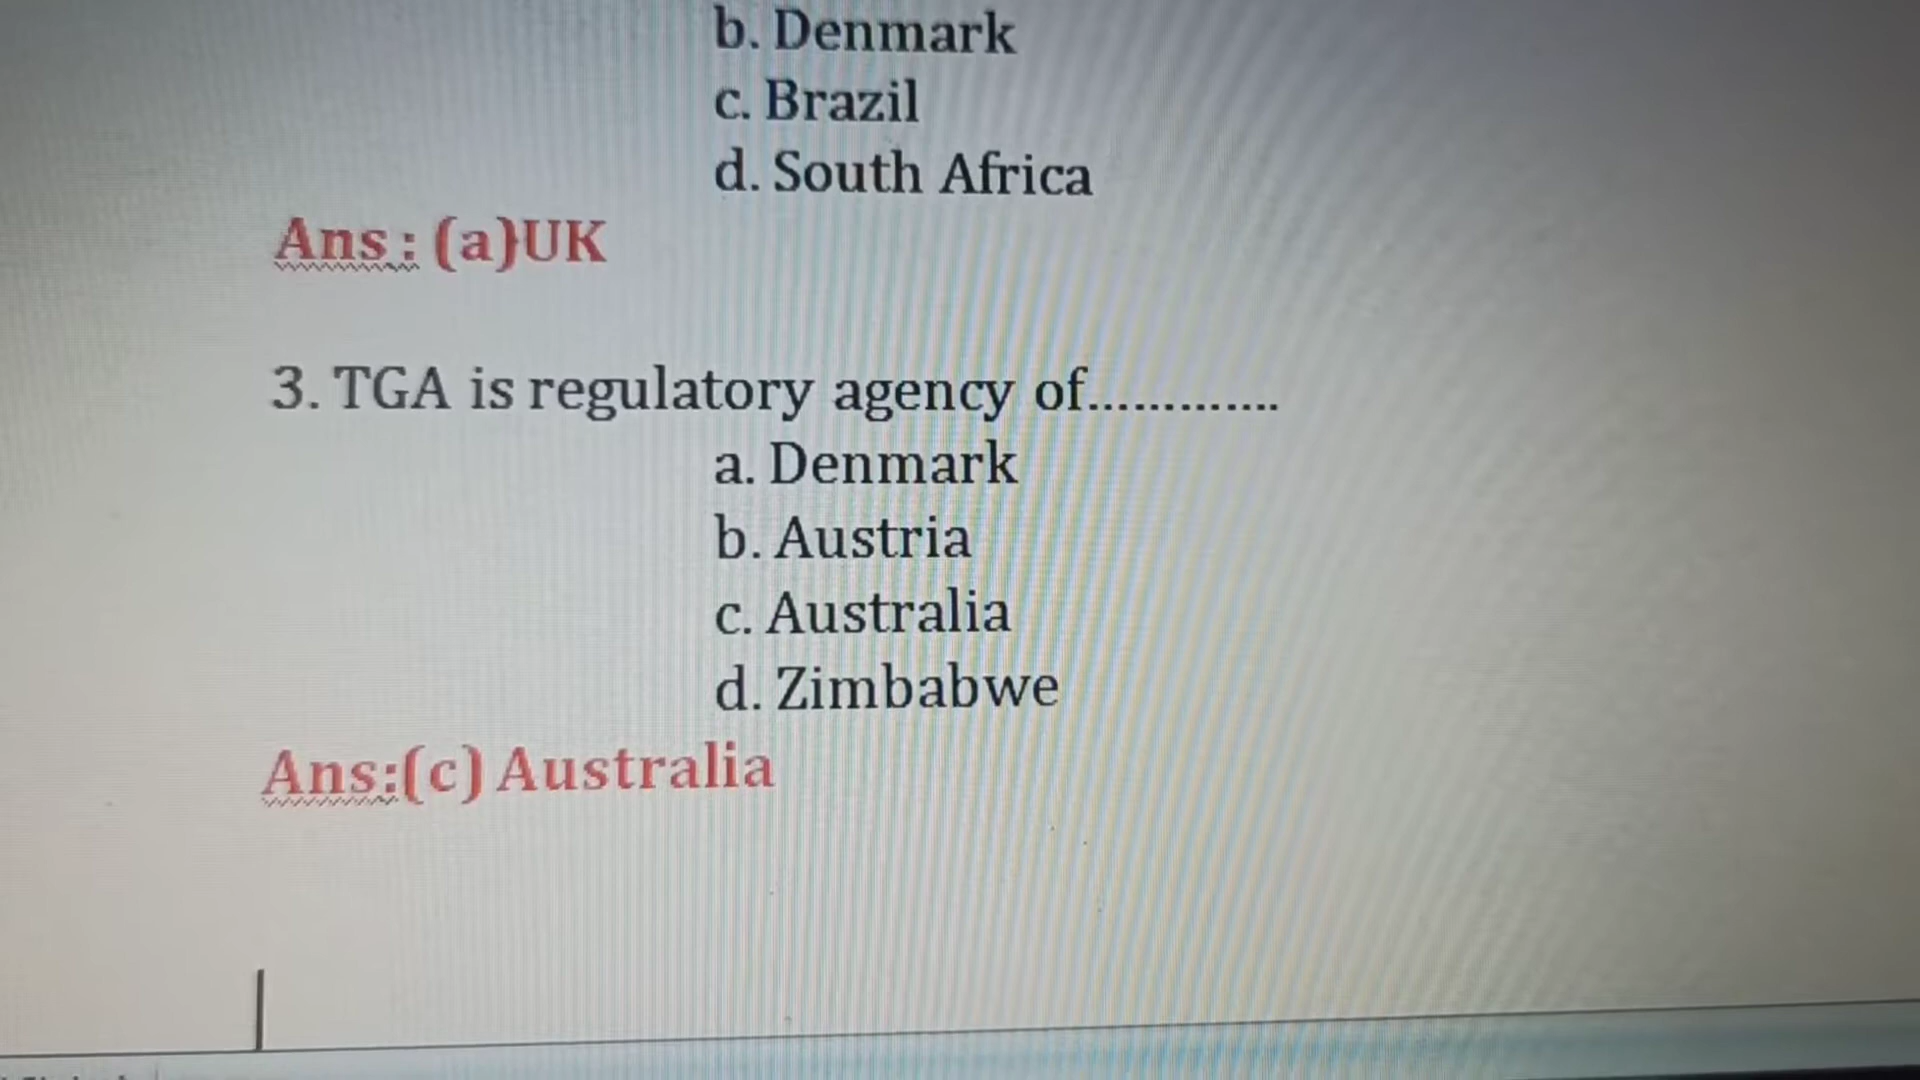 b. Denmark
c. Brazil
d. South Africa
Ans : (a)UK
3. TGA is regulatory agency of.............
a. Denmark
b. Austria
c. Australia
d. Zimbabwe
Ans:(c) Australia